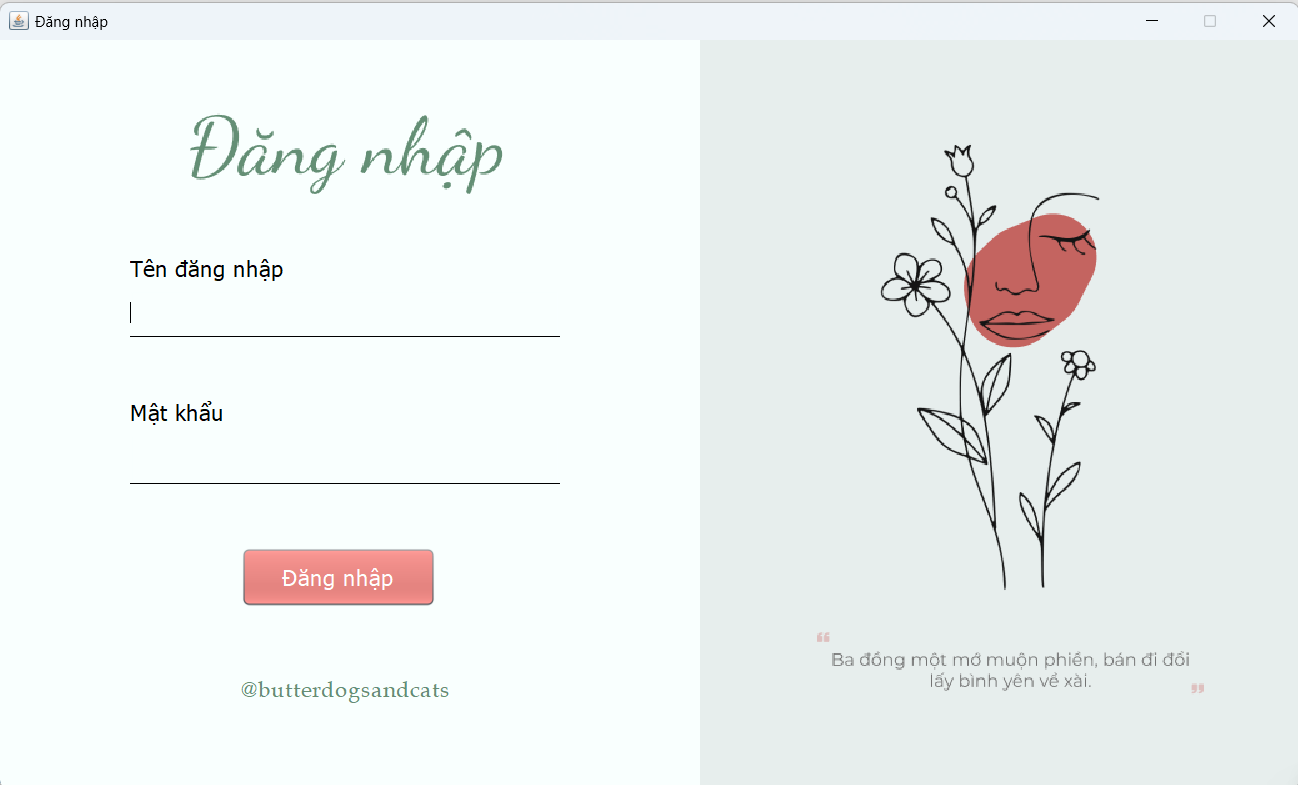 Đăng nhập
Đăng nhập
Tên đăng nhập
Mật khẩu
Đăng nhập
@butterdogsandcats
❝
Ba đồng một mớ muộn phiền, bán đi đổi
lấy bình yên về xài.
❞